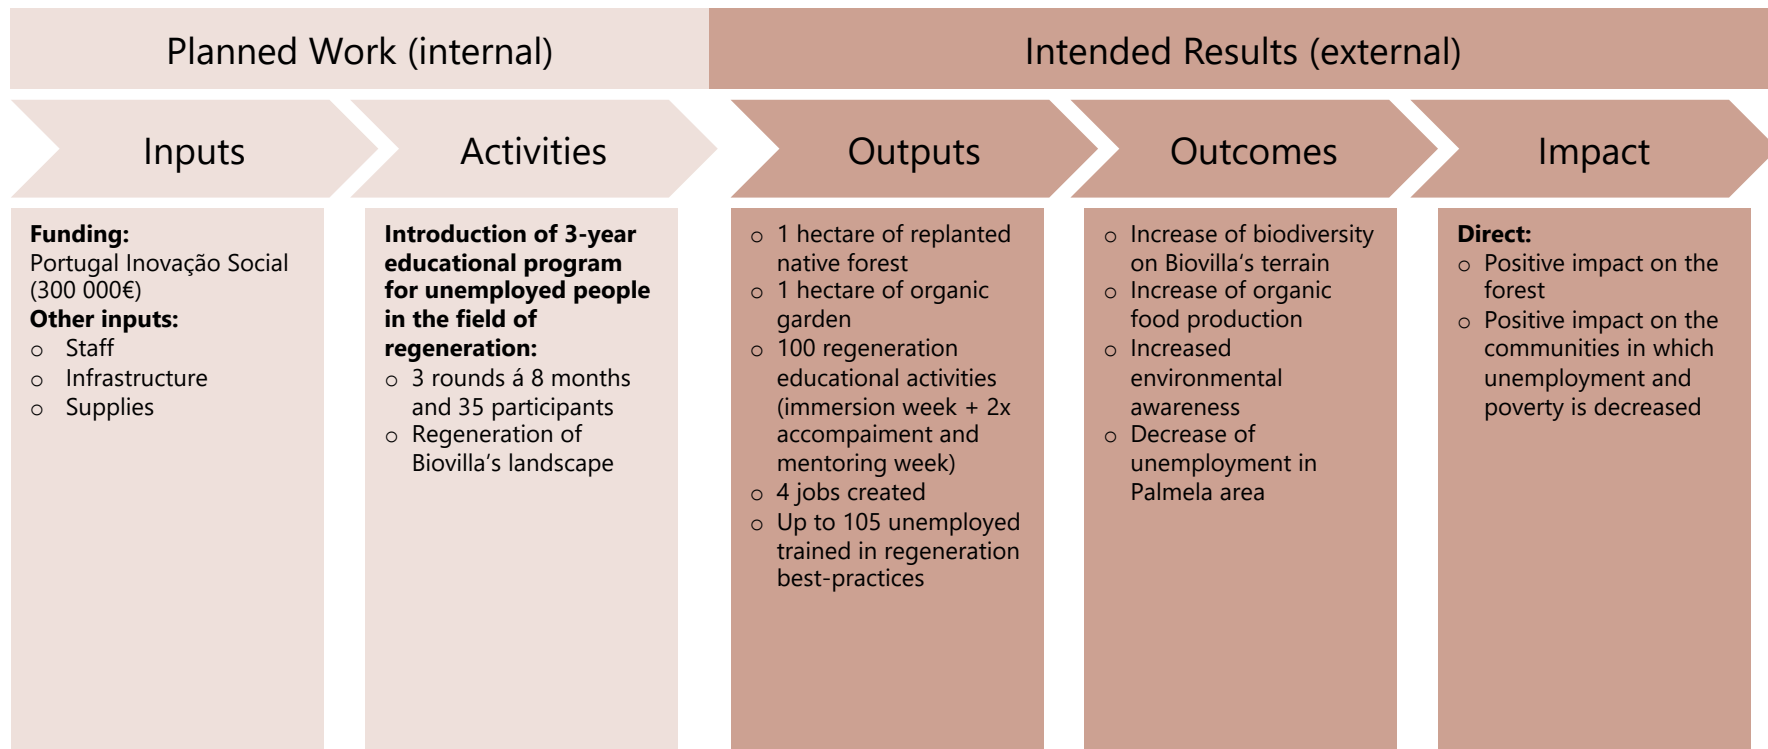 Planned Work (internal)
Intended Results (external)
Inputs
Activities
Outputs
Outcomes
Impact
Funding:
Portugal Inovação Social
(300 000€)
Other inputs:
o Staff
o Infrastructure
o Supplies
Introduction of 3-year
educational program
for unemployed people
in the field of
regeneration:
o 3 rounds á 8 months
and 35 participants
o Regeneration of
Biovilla‘s landscape
o 1 hectare of replanted
native forest
o 1 hectare of organic
garden
o 100 regeneration
educational activities
(immersion week + 2x
accompaiment and
mentoring week)
o 4 jobs created
o Up to 105 unemployed
trained in regeneration
best-practices
o Increase of biodiversity
on Biovilla‘s terrain
o Increase of organic
food production
o Increased
environmental
awareness
o Decrease of
unemployment in
Palmela area
Direct:
o Positive impact on the
forest
o Positive impact on the
communities in which
unemployment and
poverty is decreased